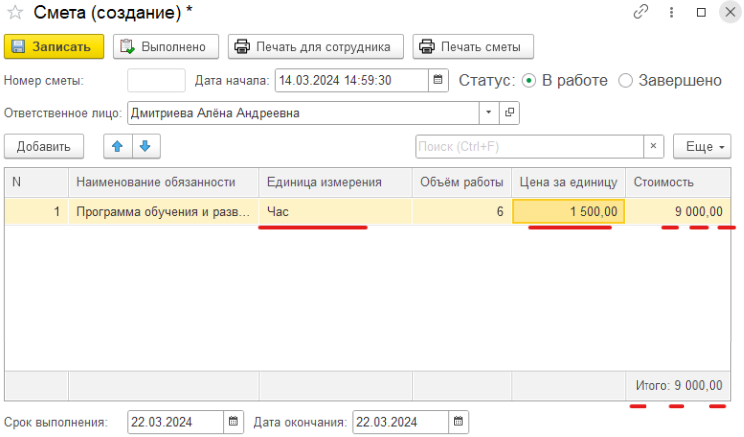 Смета (создание) *
Записать Выполнено Печать для сотрудника Печать сметы
Номер сметы: Дата начала: 14.03.2024 14:59:30 Статус: В работе Завершено
Ответственное лицо: Дмитриева Алёна Андреевна
Добавить Поиск (Ctrl+F) × Еще
N Наименование обязанности Единица измерения Объём работы Цена за единицу Стоимость
1 Программа обучения и разв... Час 6 1 500,00 9 000,00
Итого: 9 000,00
Срок выполнения: 22.03.2024 Дата окончания: 22.03.2024